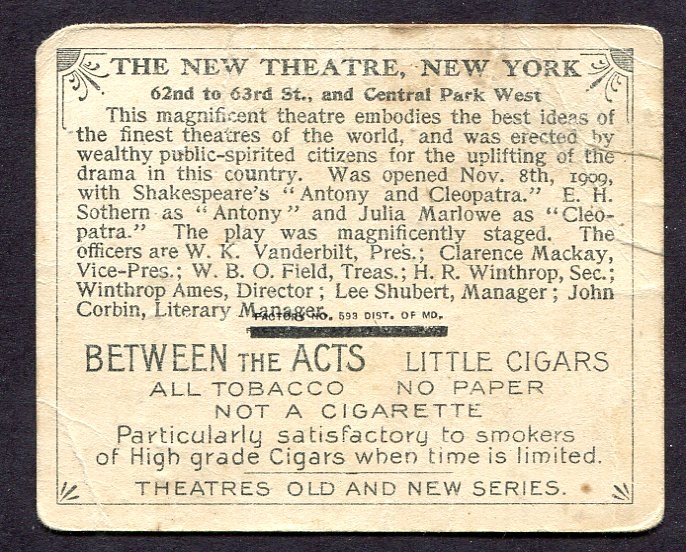 THE NEW THEATRE, NEW YORK
62nd to 63rd St., and Central Park West
This magnificent theatre embodies the best ideas of
the finest theatres of the world, and was erected by
wealthy public-spirited citizens for the uplifting of the
drama in this country. Was opened Nov. 8th, 1909,
with Shakespeare's "Antony and Cleopatra." E. H.
Sothern as "Antony" and Julia Marlowe as "Cleo-
patra." The play was magnificently staged. The
officers are W. K. Vanderbilt, Pres.; Clarence Mackay,
Vice-Pres.; W. B. O. Field, Treas.; H. R. Winthrop, Sec.;
Winthrop Ames, Director; Lee Shubert, Manager; John
Corbin, Literary Manager.
FACTORY NO. 593 DIST. OF MD.
BETWEEN THE ACTS LITTLE CIGARS
ALL TOBACCO NO PAPER
NOT A CIGARETTE
Particularly satisfactory to smokers
of High grade Cigars when time is limited.
THEATRES OLD AND NEW SERIES.